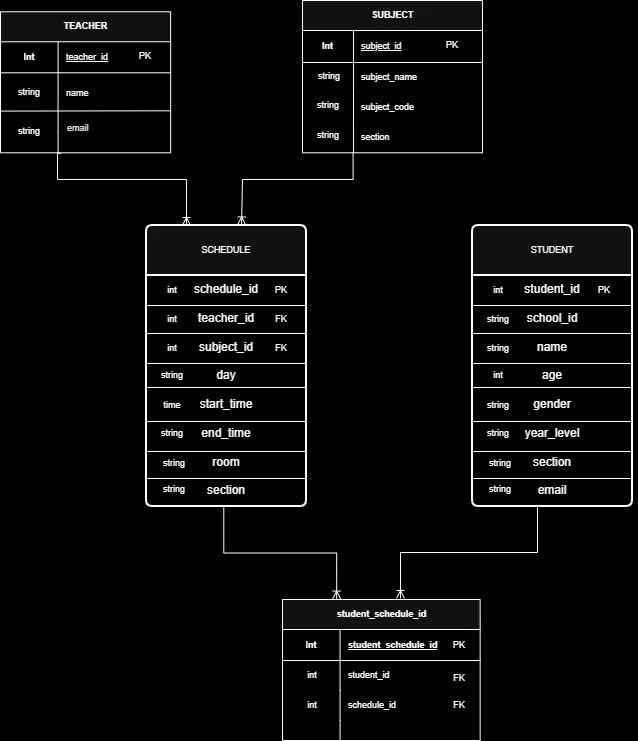 TEACHER
Int teacher_id PK
string name
string email
SUBJECT
Int subject_id PK
string subject_name
string subject_code
string section
SCHEDULE
int schedule_id PK
int teacher_id FK
int subject_id FK
string day
time start_time
string end_time
string room
string section
STUDENT
int student_id PK
string school_id
string name
int age
string gender
string year_level
string section
string email
student_schedule_id
Int student_schedule_id PK
int student_id FK
int schedule_id FK